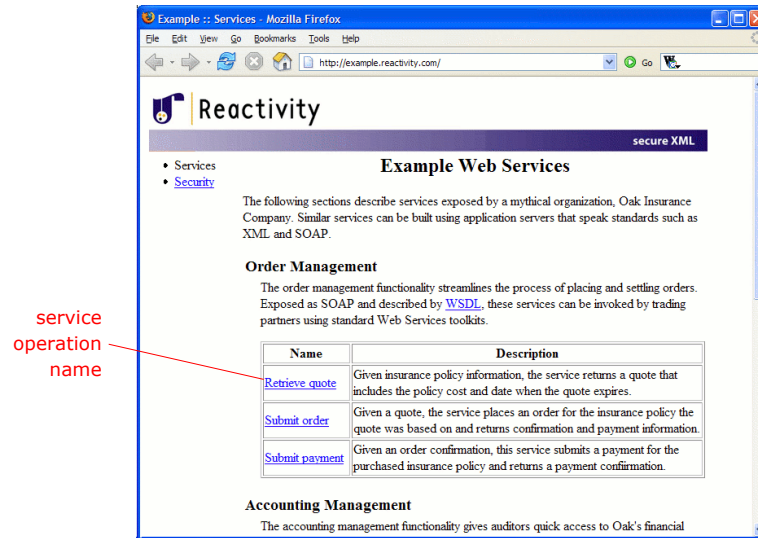 Example :: Services - Mozilla Firefox
File Edit View Go Bookmarks Tools Help
http://example.reactivity.com/
Go
W.
Reactivity
secure XML
Services
Security
Example Web Services
The following sections describe services exposed by a mythical organization, Oak Insurance
Company. Similar services can be built using application servers that speak standards such as
XML and SOAP.
Order Management
The order management functionality streamlines the process of placing and settling orders.
Exposed as SOAP and described by WSDL, these services can be invoked by trading
partners using standard Web Services toolkits.
service
operation
name
Name Description
Retrieve quote Given insurance policy information, the service returns a quote that
includes the policy cost and date when the quote expires.
Submit order Given a quote, the service places an order for the insurance policy the
quote was based on and returns confirmation and payment information.
Submit payment Given an order confirmation, this service submits a payment for the
purchased insurance policy and returns a payment confiirmation.
Accounting Management
The accounting management functionality gives auditors quick access to Oak's financial